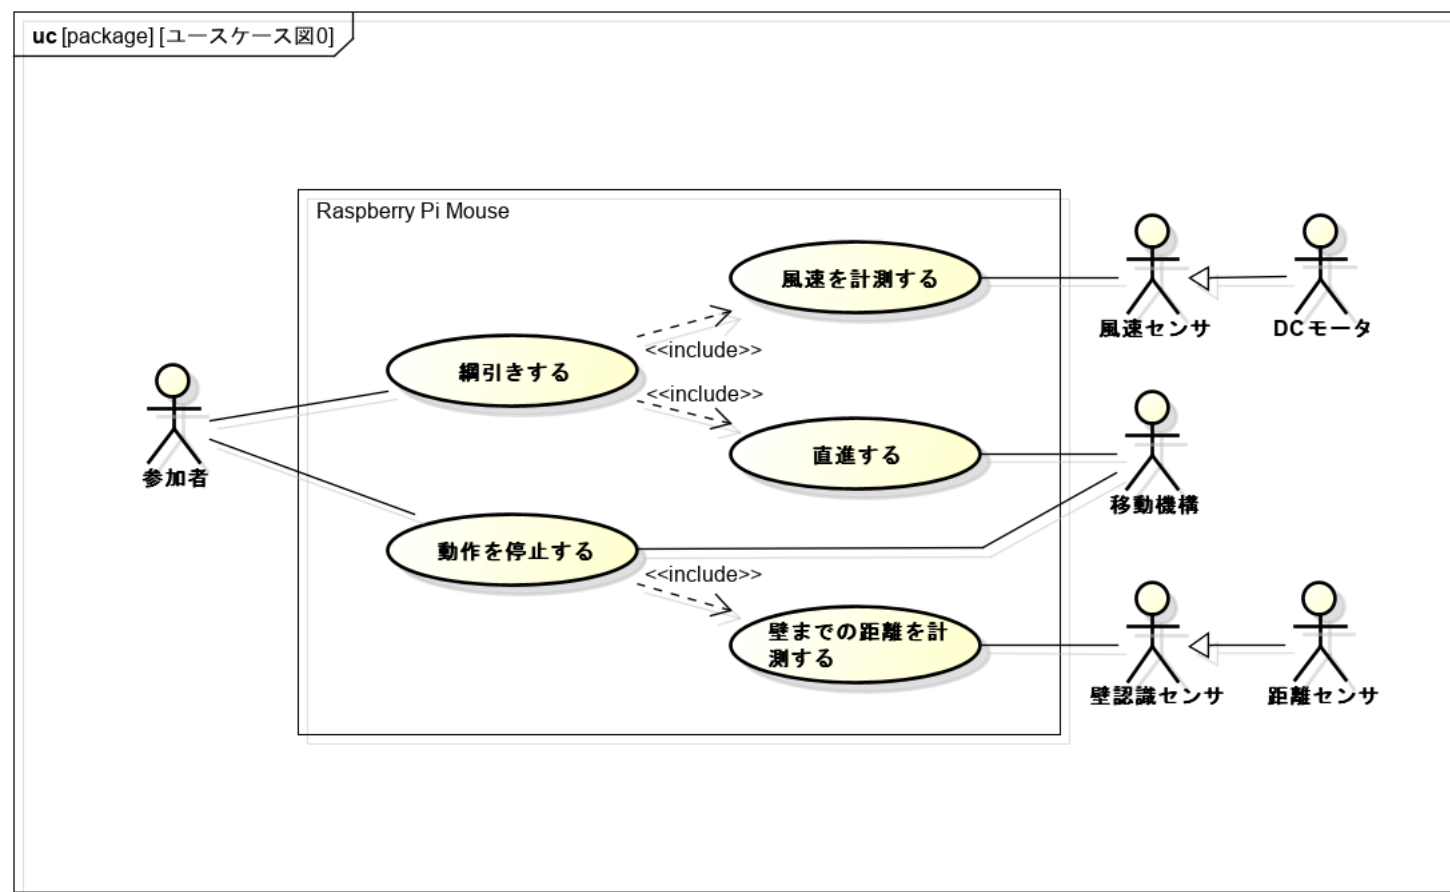 uc [package] [ユースケース図0]
Raspberry Pi Mouse
風速を計測する
風速センサ
DCモータ
<<include>>
綱引きする
<<include>>
直進する
参加者
移動機構
動作を停止する
<<include>>
壁までの距離を計
測する
壁認識センサ
距離センサ